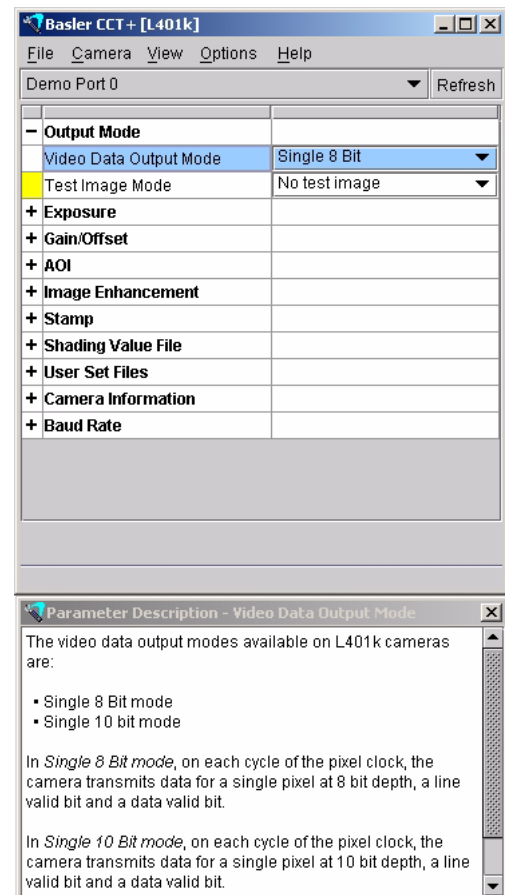 Basler CCT+ [L401k]
File Camera View Options Help
Demo Port 0 Refresh
− Output Mode
Video Data Output Mode Single 8 Bit
Test Image Mode No test image
+ Exposure
+ Gain/Offset
+ AOI
+ Image Enhancement
+ Stamp
+ Shading Value File
+ User Set Files
+ Camera Information
+ Baud Rate
Parameter Description - Video Data Output Mode
The video data output modes available on L401k cameras
are:
▪ Single 8 Bit mode
▪ Single 10 bit mode
In Single 8 Bit mode, on each cycle of the pixel clock, the
camera transmits data for a single pixel at 8 bit depth, a line
valid bit and a data valid bit.
In Single 10 Bit mode, on each cycle of the pixel clock, the
camera transmits data for a single pixel at 10 bit depth, a line
valid bit and a data valid bit.